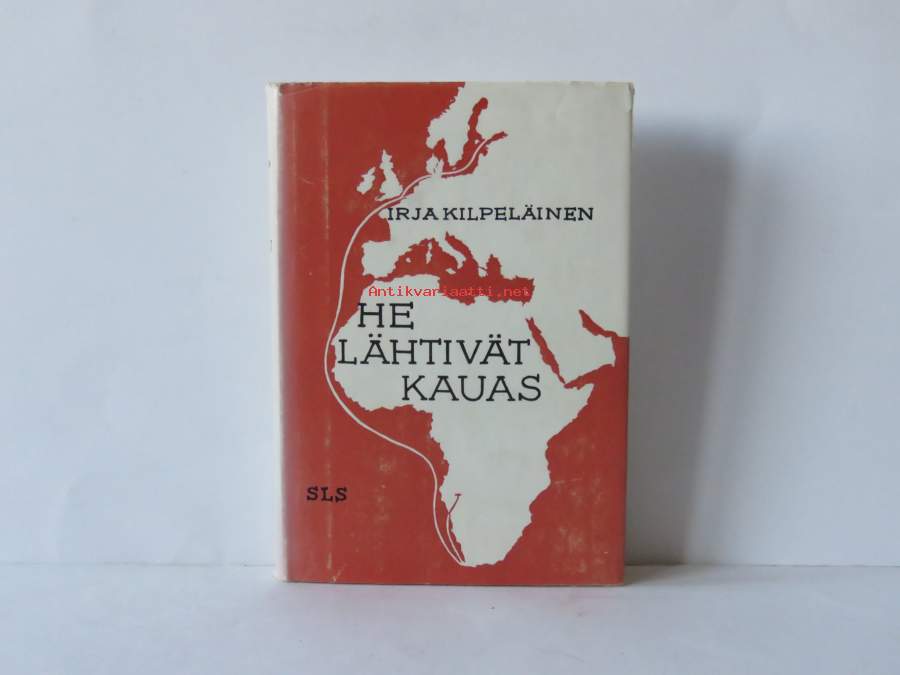 IRJA KILPELÄINEN
Antikvariaatti.net
HE
LÄHTIVÄT
KAUAS
SLS